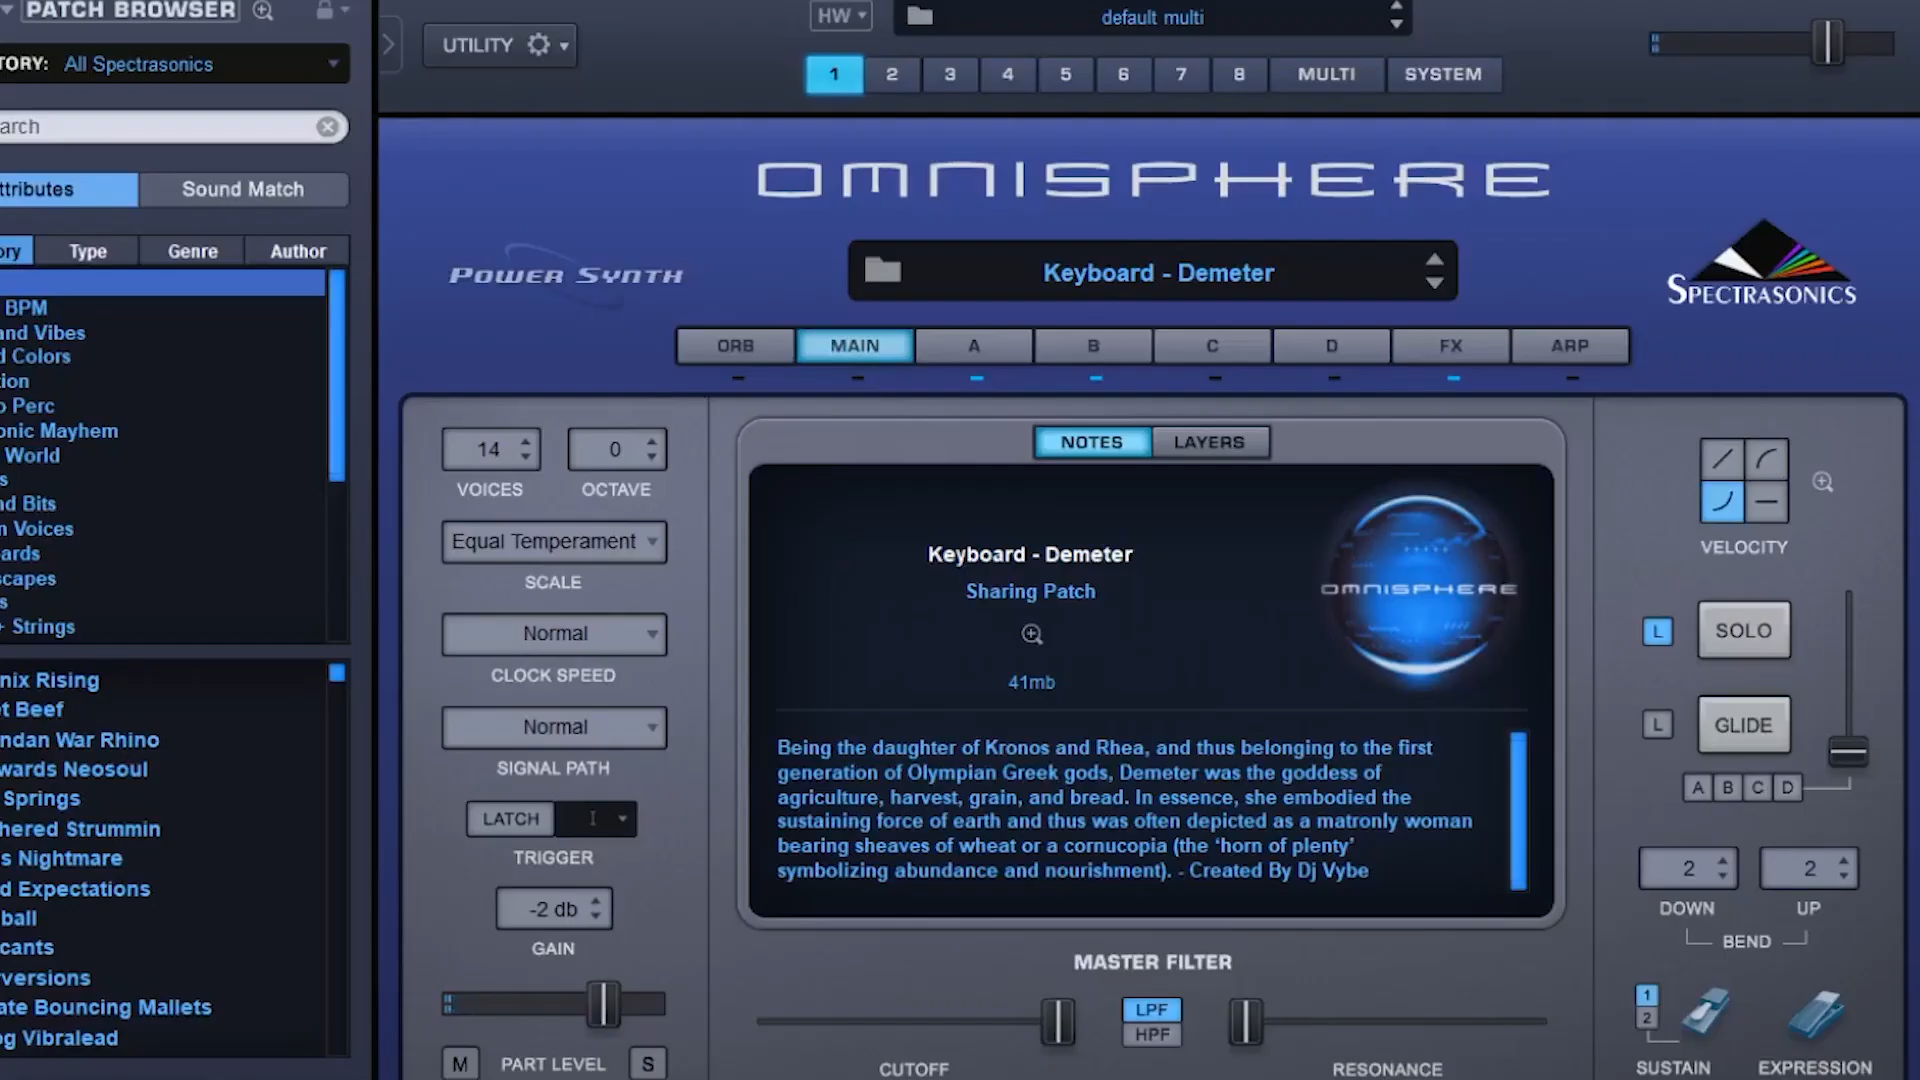 PATCH BROWSER
TORY: All Spectrasonics
arch
ttributes
Sound Match
ory
Type
Genre
Author
BPM
and Vibes
d Colors
tion
o Perc
onic Mayhem
World
s
nd Bits
n Voices
ards
scapes
s
+ Strings
nix Rising
t Beef
ndan War Rhino
wards Neosoul
Springs
hered Strummin
s Nightmare
d Expectations
ball
cants
versions
ate Bouncing Mallets
og Vibralead
UTILITY
HW
default multi
1 2 3 4 5 6 7 8 MULTI SYSTEM
OMNISPHERE
POWER SYNTH
Keyboard - Demeter
SPECTRASONICS
ORB MAIN A B C D FX ARP
14
0
VOICES
OCTAVE
Equal Temperament
SCALE
Normal
CLOCK SPEED
Normal
SIGNAL PATH
LATCH
TRIGGER
-2 db
GAIN
M
PART LEVEL
S
NOTES
LAYERS
Keyboard - Demeter
Sharing Patch
41mb
OMNISPHERE
Being the daughter of Kronos and Rhea, and thus belonging to the first
generation of Olympian Greek gods, Demeter was the goddess of
agriculture, harvest, grain, and bread. In essence, she embodied the
sustaining force of earth and thus was often depicted as a matronly woman
bearing sheaves of wheat or a cornucopia (the ‘horn of plenty’
symbolizing abundance and nourishment). - Created By Dj Vybe
MASTER FILTER
LPF
HPF
CUTOFF
RESONANCE
VELOCITY
L
SOLO
L
GLIDE
A B C D
2
2
DOWN
UP
BEND
1
2
SUSTAIN
EXPRESSION